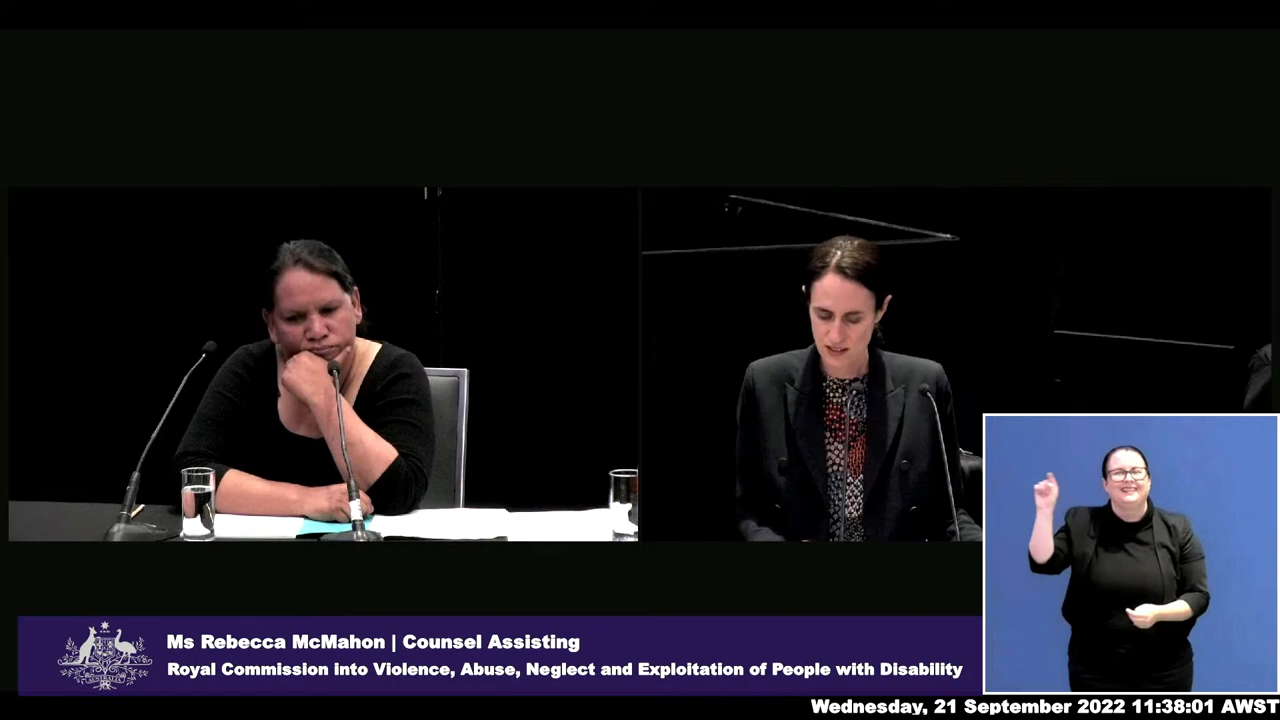 Ms Rebecca McMahon | Counsel Assisting
Royal Commission into Violence, Abuse, Neglect and Exploitation of People with Disability
Wednesday, 21 September 2022 11:38:01 AWST